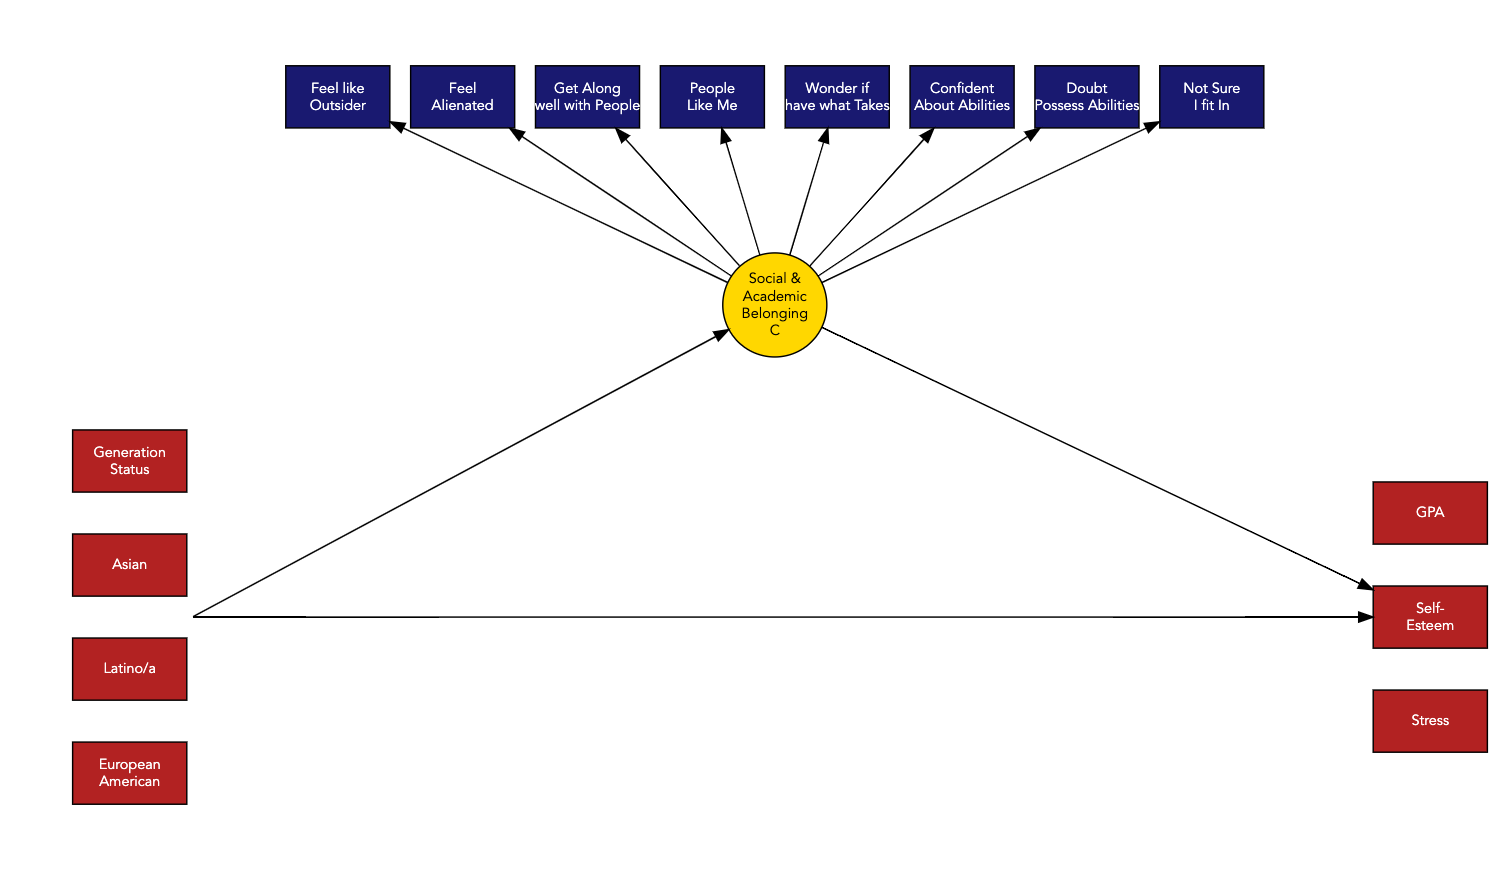 Feel like
Outsider
Feel
Alienated
Get Along
well with People
People
Like Me
Wonder if
have what Takes
Confident
About Abilities
Doubt
Possess Abilities
Not Sure
I fit In
Social &
Academic
Belonging
C
Generation
Status
Asian
Latino/a
European
American
GPA
Self-
Esteem
Stress